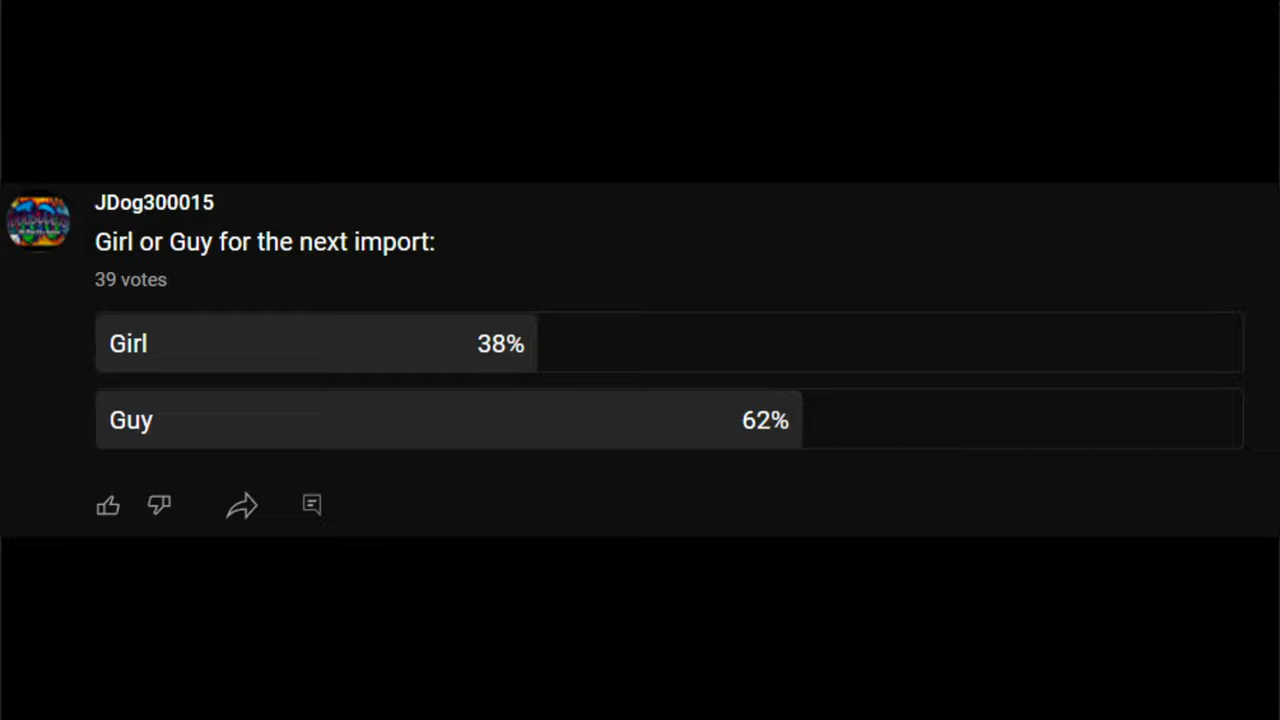 JDog300015
Girl or Guy for the next import:
39 votes
Girl 38%
Guy 62%